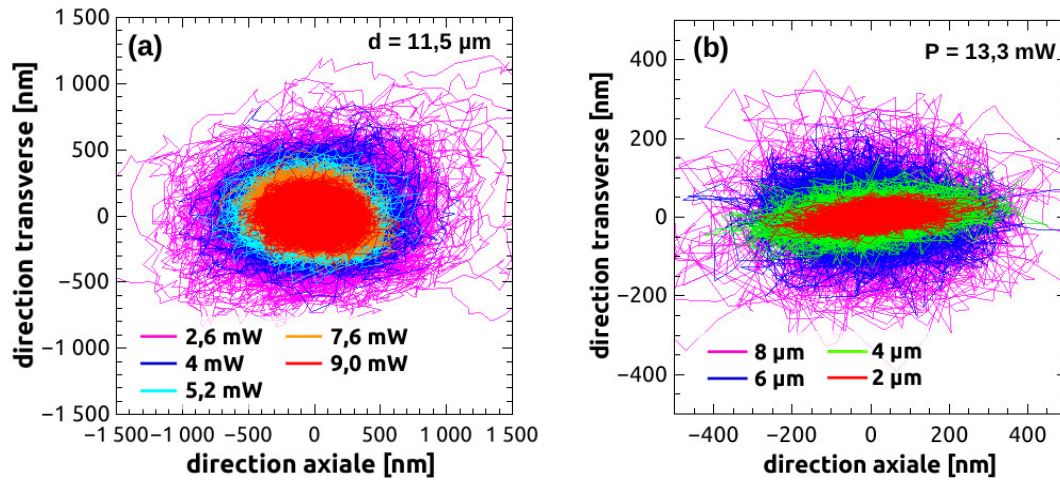 (a)
d = 11,5 µm
direction transverse [nm]
1 500
1 000
500
0
−500
−1 000
−1 500
2,6 mW
7,6 mW
4 mW
9,0 mW
5,2 mW
−1 500
−1 000
−500
0
500
1 000
1 500
direction axiale [nm]
(b)
P = 13,3 mW
direction transverse [nm]
400
200
0
−200
−400
8 µm
4 µm
6 µm
2 µm
−400
−200
0
200
400
direction axiale [nm]